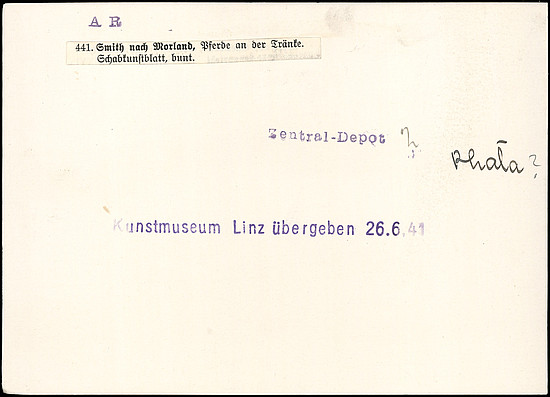 A R
441. Smith nach Morland, Pferde an der Tränke.
Schabkunstblatt, bunt.
Zentral-Depot
Kunstmuseum Linz übergeben 26.6.41